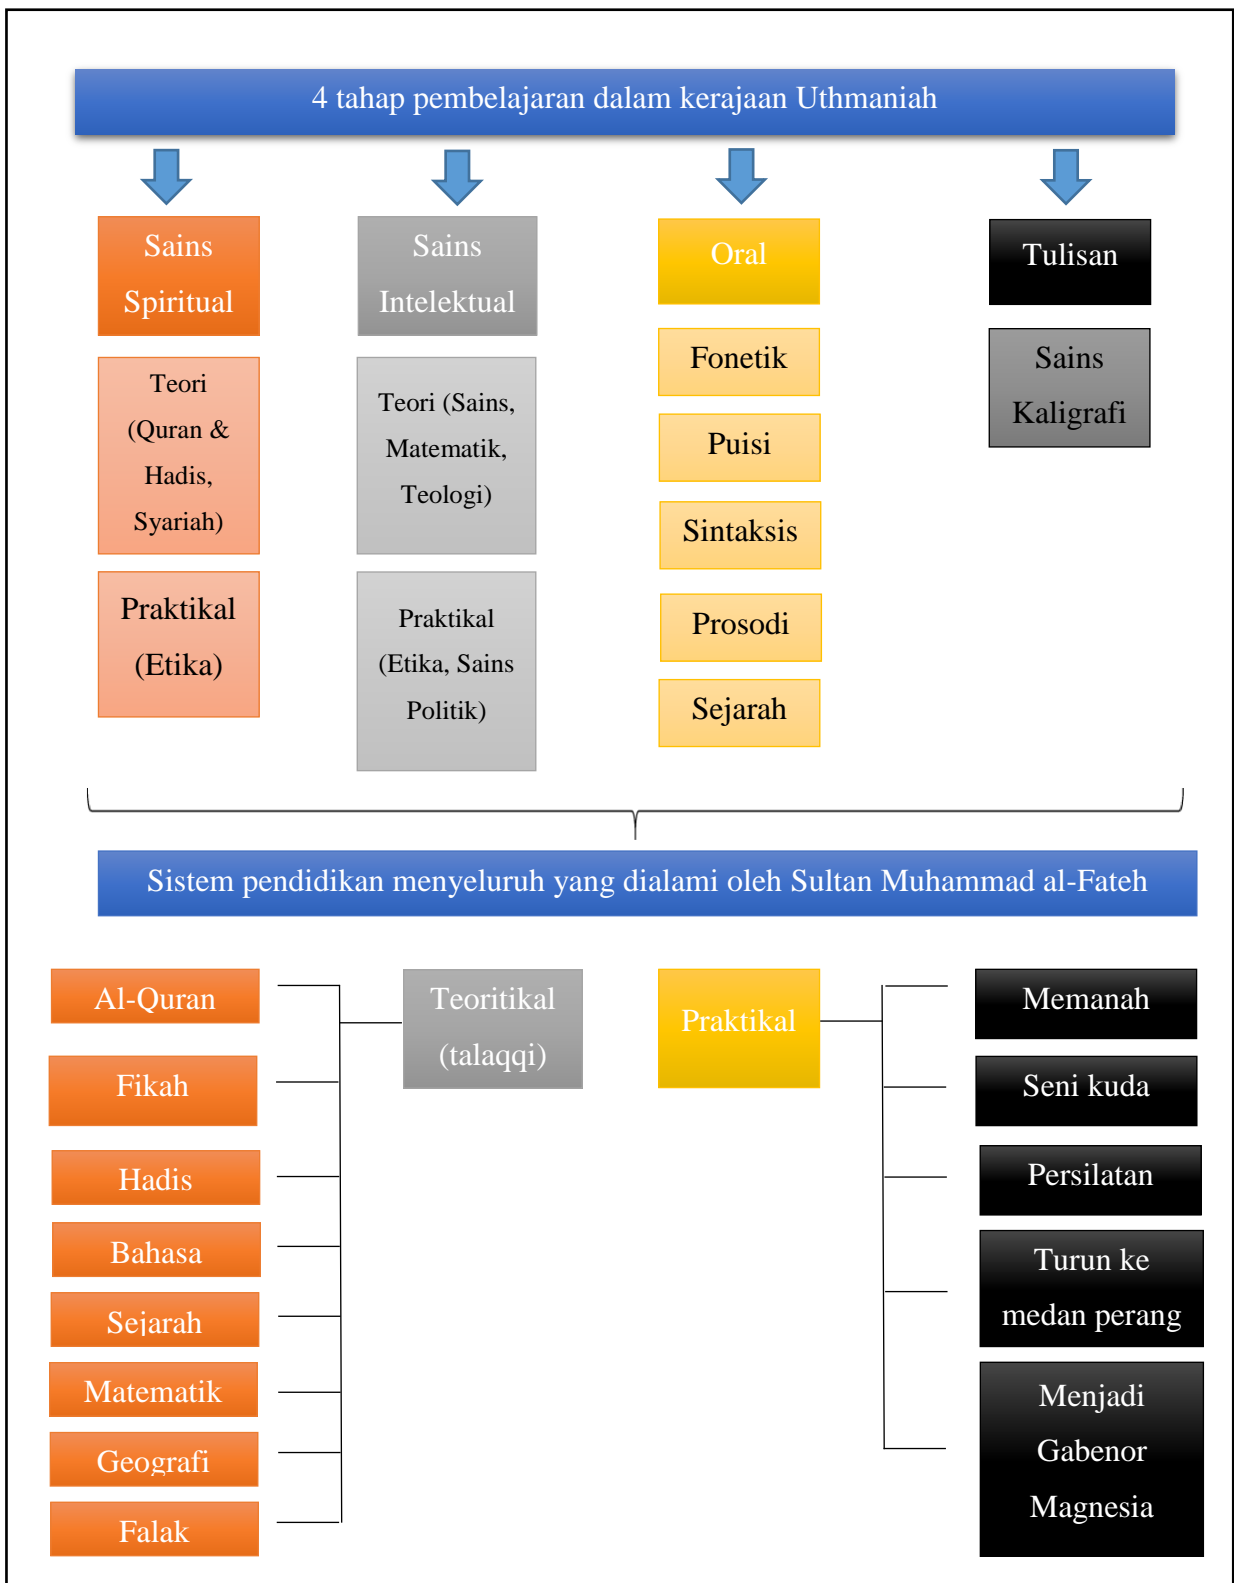 4 tahap pembelajaran dalam kerajaan Uthmaniah
Sains
Spiritual
Teori
(Quran &
Hadis,
Syariah)
Praktikal
(Etika)
Sains
Intelektual
Teori (Sains,
Matematik,
Teologi)
Praktikal
(Etika, Sains
Politik)
Oral
Fonetik
Puisi
Sintaksis
Prosodi
Sejarah
Tulisan
Sains
Kaligrafi
Sistem pendidikan menyeluruh yang dialami oleh Sultan Muhammad al-Fateh
Teoritikal
(talaqqi)
Al-Quran
Fikah
Hadis
Bahasa
Sejarah
Matematik
Geografi
Falak
Praktikal
Memanah
Seni kuda
Persilatan
Turun ke
medan perang
Menjadi
Gabenor
Magnesia